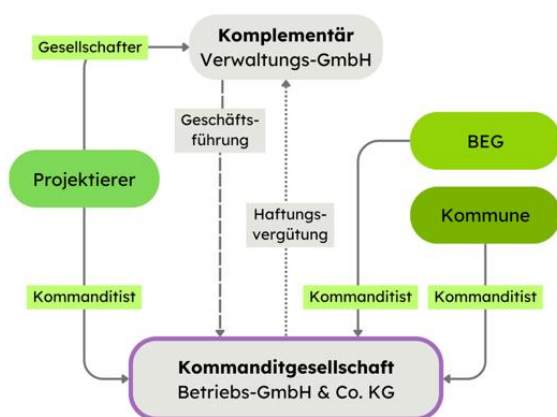 Gesellschafter
Komplementär
Verwaltungs-GmbH
Geschäfts-
führung
BEG
Projektierer
Kommune
Haftungs-
vergütung
Kommanditist
Kommanditist
Kommanditist
Kommanditgesellschaft
Betriebs-GmbH & Co. KG